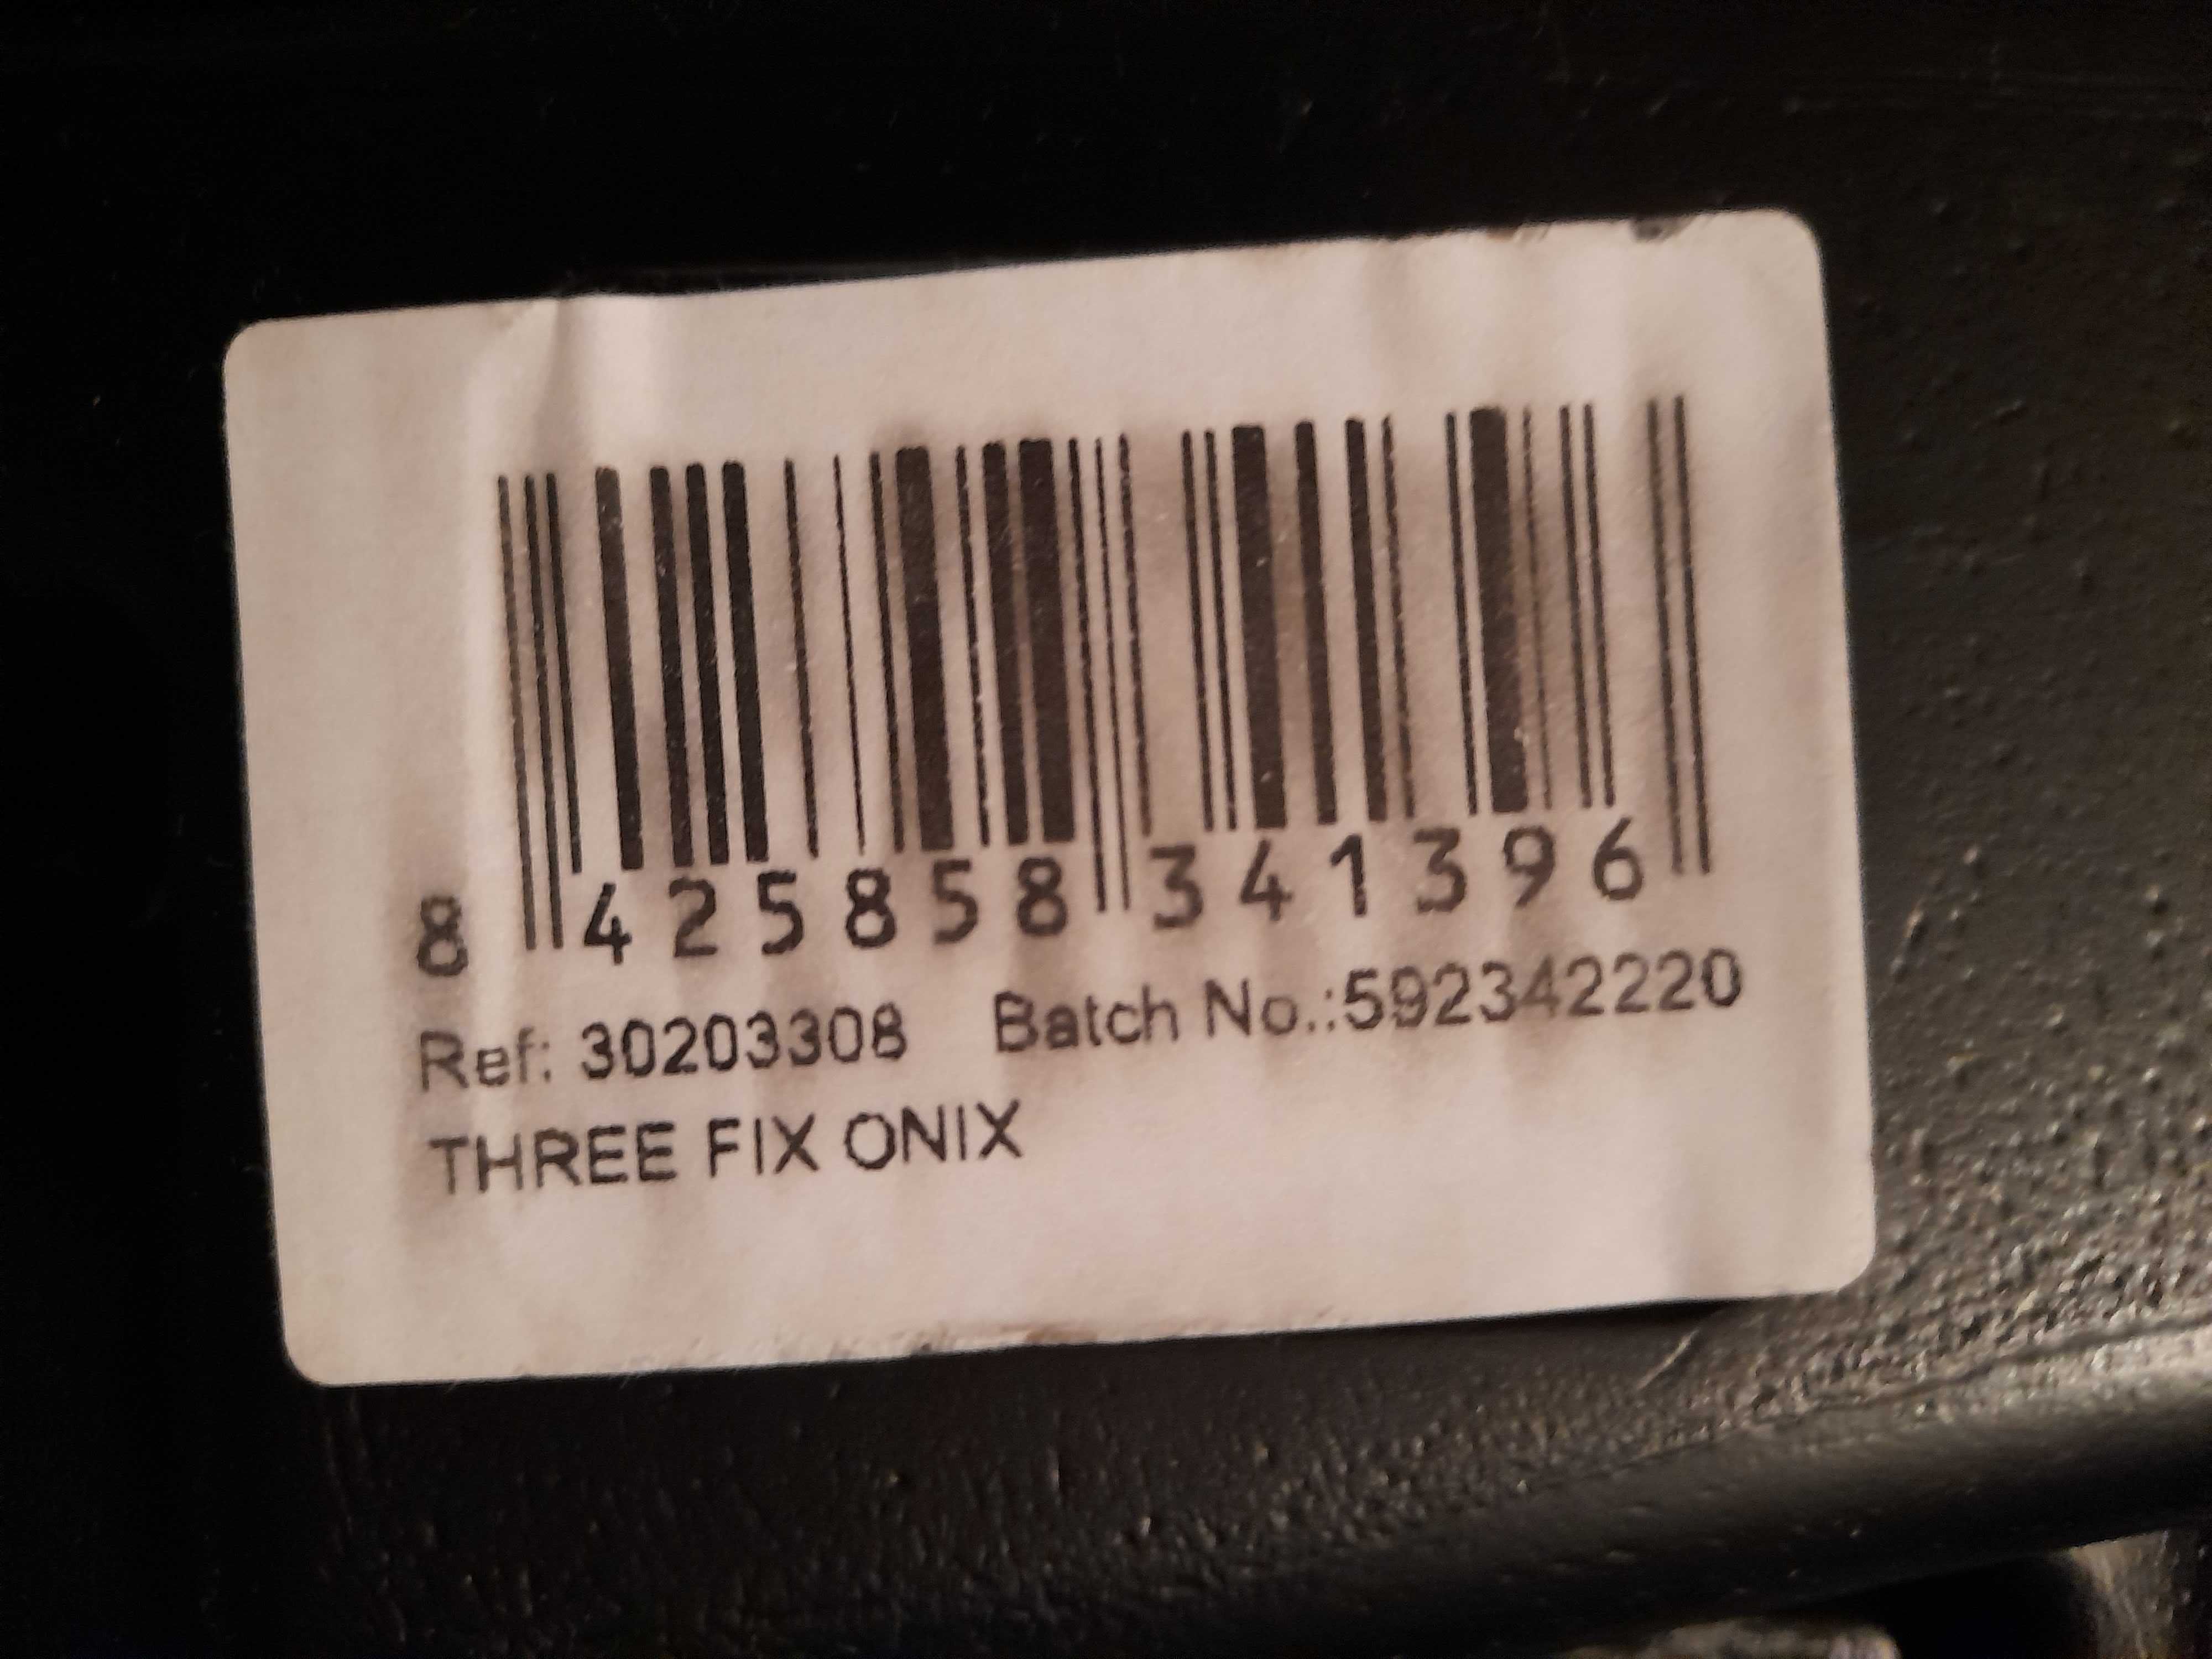 8 425858 341396
Ref: 30203308 Batch No.:592342220
THREE FIX ONIX